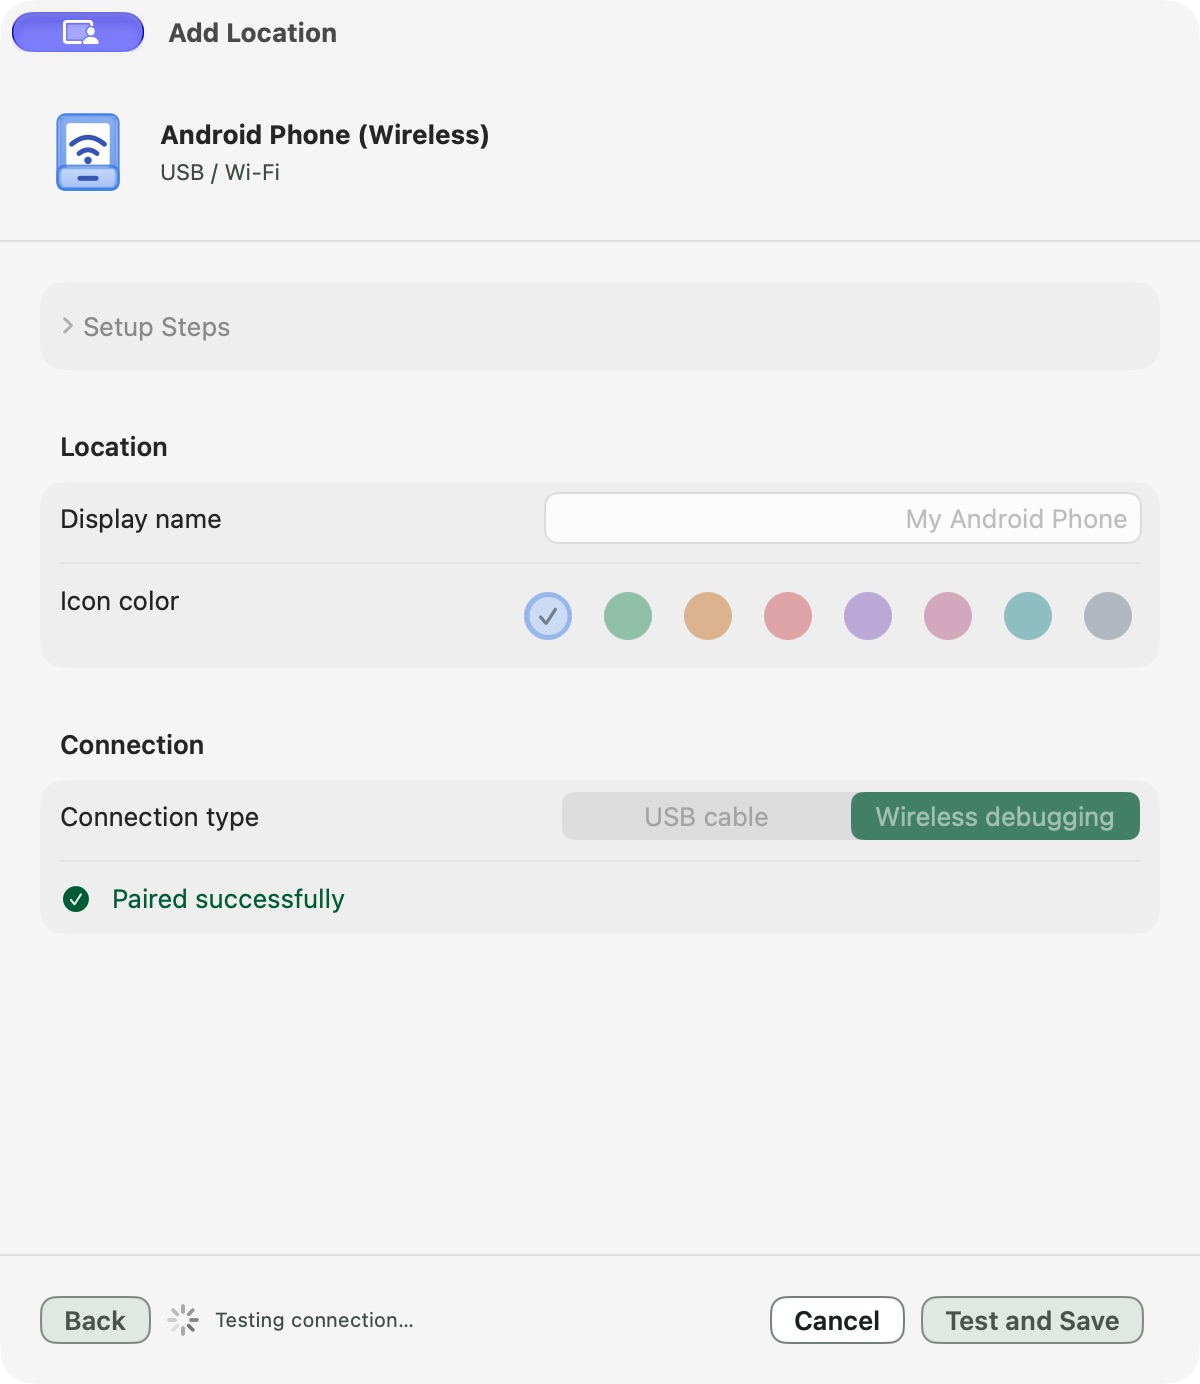 Add Location
Android Phone (Wireless)
USB / Wi-Fi
Setup Steps
Location
Display name
My Android Phone
Icon color
Connection
Connection type
USB cable
Wireless debugging
Paired successfully
Back
Testing connection...
Cancel
Test and Save